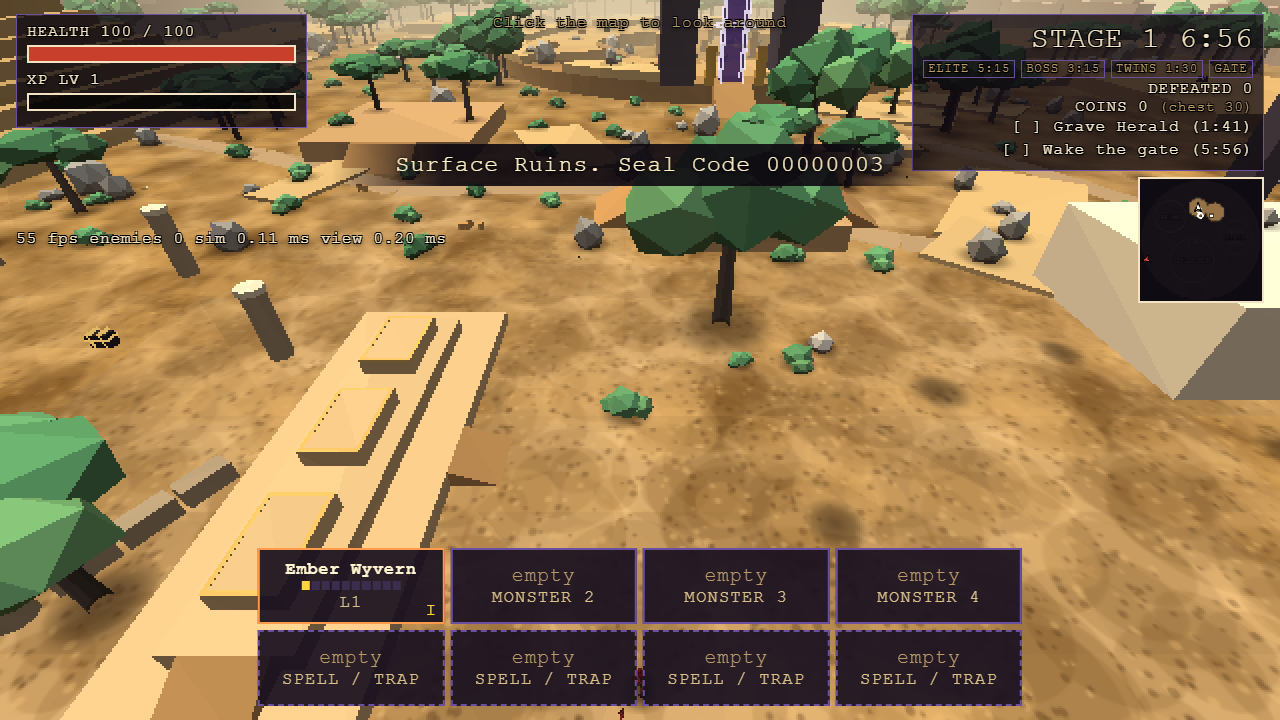 Click the map to look around
HEALTH 100 / 100
XP LV 1
STAGE 1 6:56
ELITE 5:15 BOSS 3:15 TWINS 1:30 GATE
DEFEATED 0
COINS 0 (chest 30)
[ ] Grave Herald (1:41)
[ ] Wake the gate (5:56)
Surface Ruins. Seal Code 00000003
55 fps enemies 0 sim 0.11 ms view 0.20 ms
Ember Wyvern
L1
I
empty
MONSTER 2
empty
MONSTER 3
empty
MONSTER 4
empty
SPELL / TRAP
empty
SPELL / TRAP
empty
SPELL / TRAP
empty
SPELL / TRAP